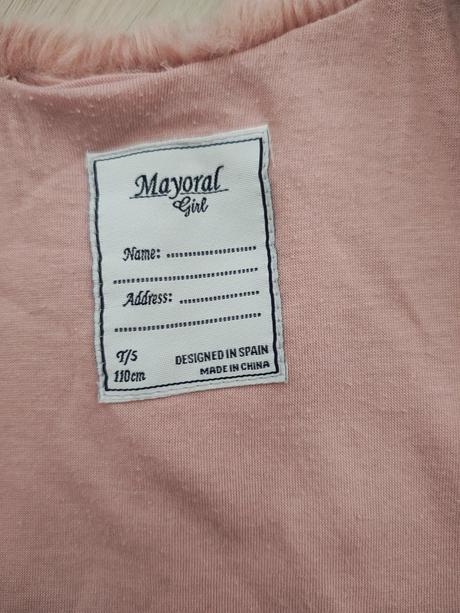 Mayoral
Girl
Name: ......................
...................................
Address: ...................
...................................
T/S DESIGNED IN SPAIN
110cm MADE IN CHINA